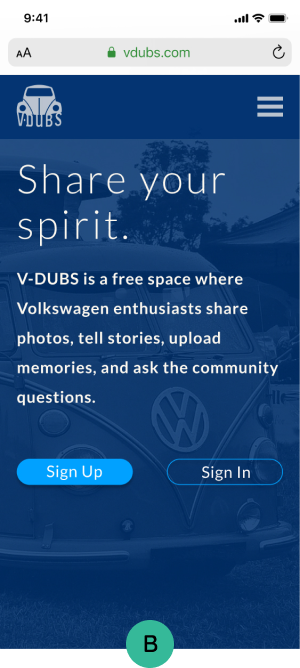 9:41
AA
vdubs.com
V-DUBS
Share your
spirit.
V-DUBS is a free space where
Volkswagen enthusiasts share
photos, tell stories, upload
memories, and ask the community
questions.
Sign Up
Sign In
B